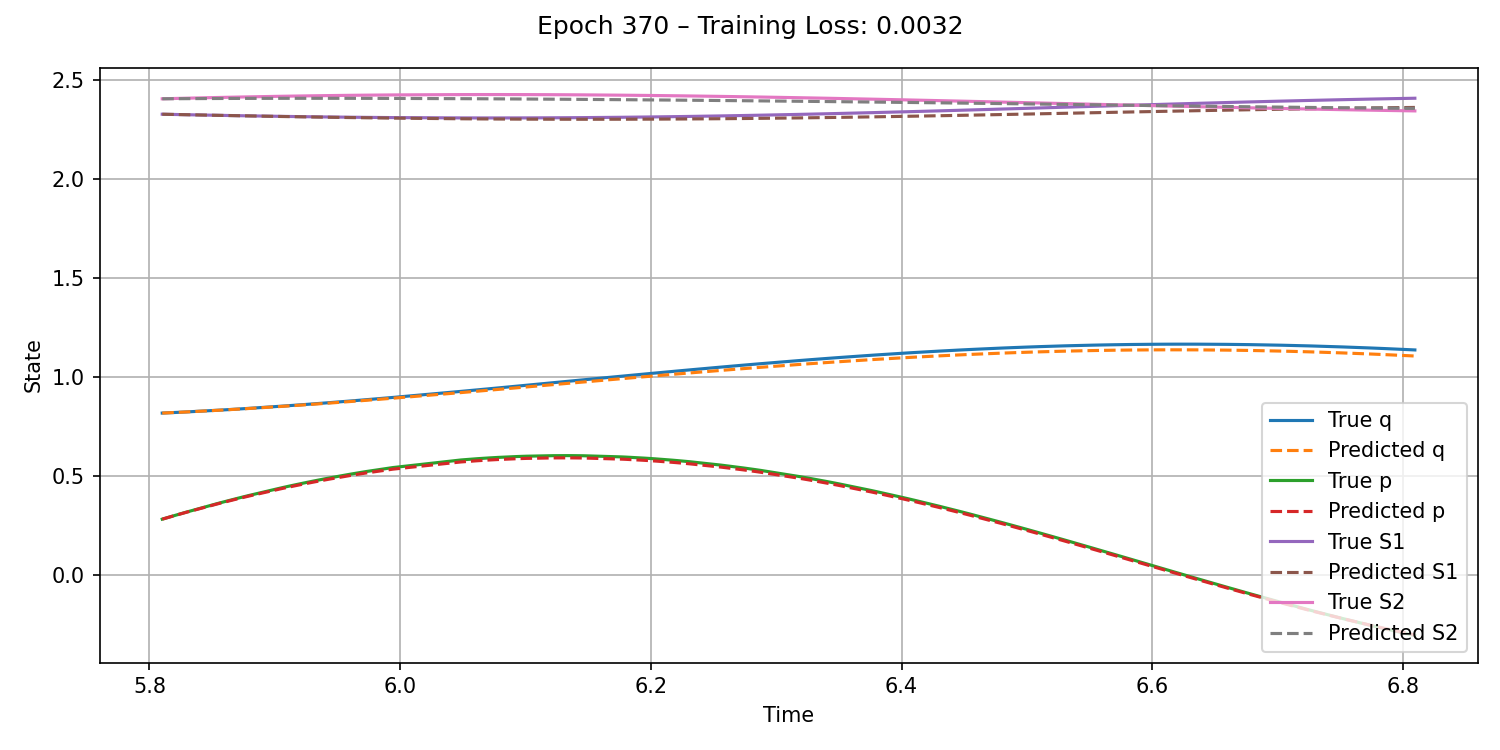 Epoch 370 – Training Loss: 0.0032
2.5
2.0
1.5
1.0
0.5
0.0
State
5.8 6.0 6.2 6.4 6.6 6.8
Time
True q
Predicted q
True p
Predicted p
True S1
Predicted S1
True S2
Predicted S2